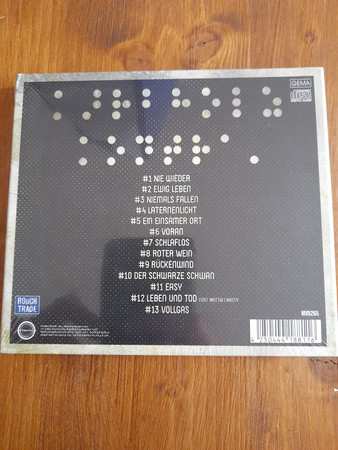 GEMA
#1 NIE WIEDER
#2 EWIG LEBEN
#3 NIEMALS FALLEN
#4 LATERNENLICHT
#5 EIN EINSAMER ORT
#6 VORAN
#7 SCHLAFLOS
#8 ROTER WEIN
#9 RÜCKENWIND
#10 DER SCHWARZE SCHWAN
#11 EASY
#12 LEBEN UND TOD
#13 VOLLGAS
ROUGH
TRADE